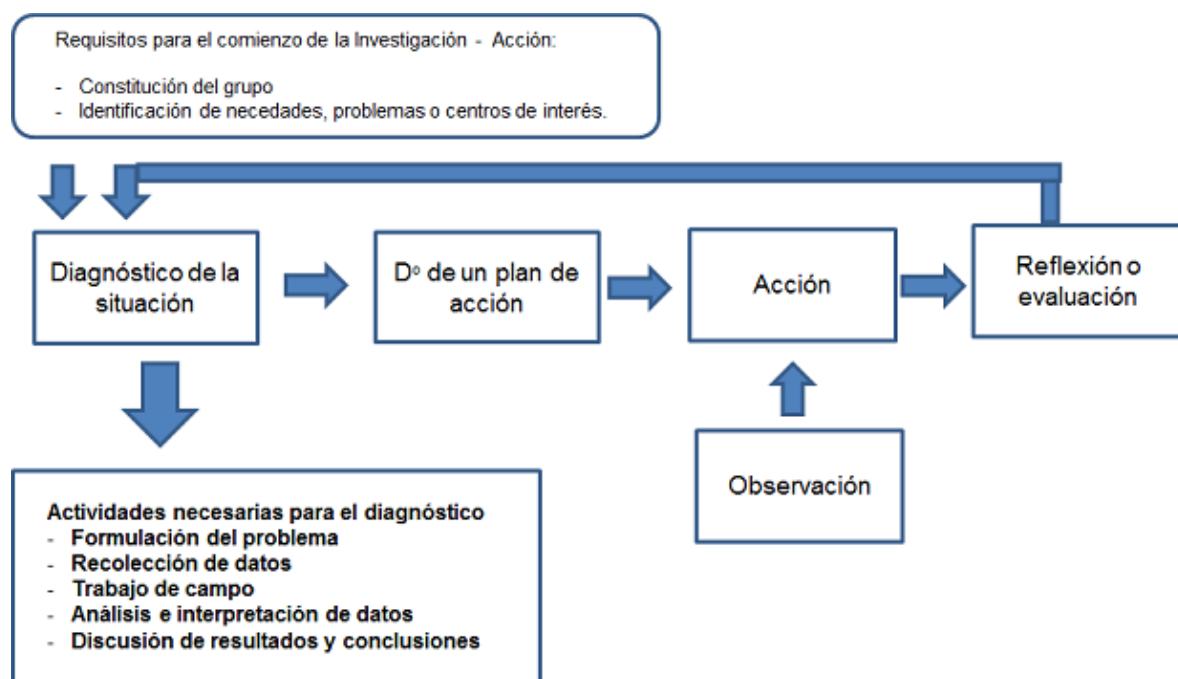 Requisitos para el comienzo de la Investigación - Acción:
- Constitución del grupo
- Identificación de necedades, problemas o centros de interés.
Diagnóstico de la
situación
Dº de un plan de
acción
Acción
Reflexión o
evaluación
Observación
Actividades necesarias para el diagnóstico
- Formulación del problema
- Recolección de datos
- Trabajo de campo
- Análisis e interpretación de datos
- Discusión de resultados y conclusiones